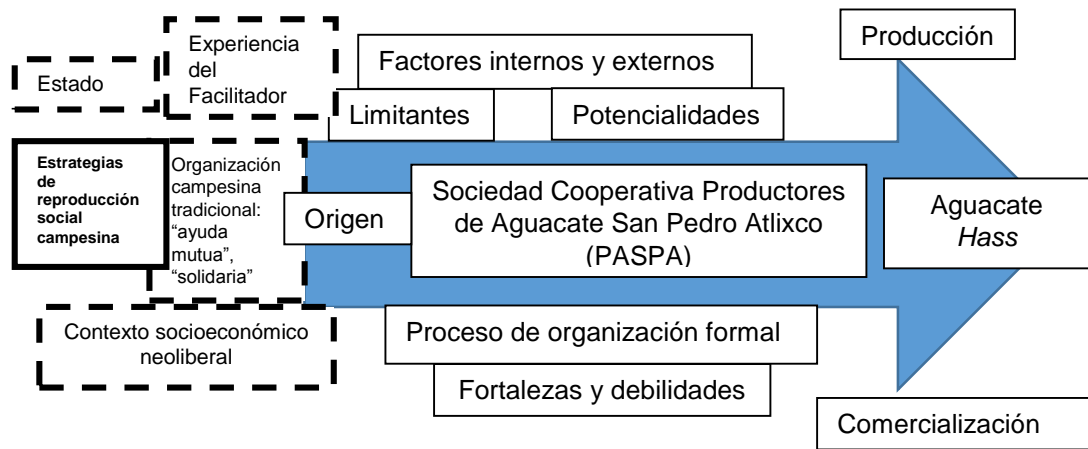 Estado
Experiencia
del
Facilitador
Factores internos y externos
Limitantes
Potencialidades
Producción
Estrategias
de
reproducción
social
campesina
Organización
campesina
tradicional:
“ayuda
mutua”,
“solidaria”
Origen
Sociedad Cooperativa Productores
de Aguacate San Pedro Atlixco
(PASPA)
Aguacate
Hass
Contexto socioeconómico
neoliberal
Proceso de organización formal
Fortalezas y debilidades
Comercialización